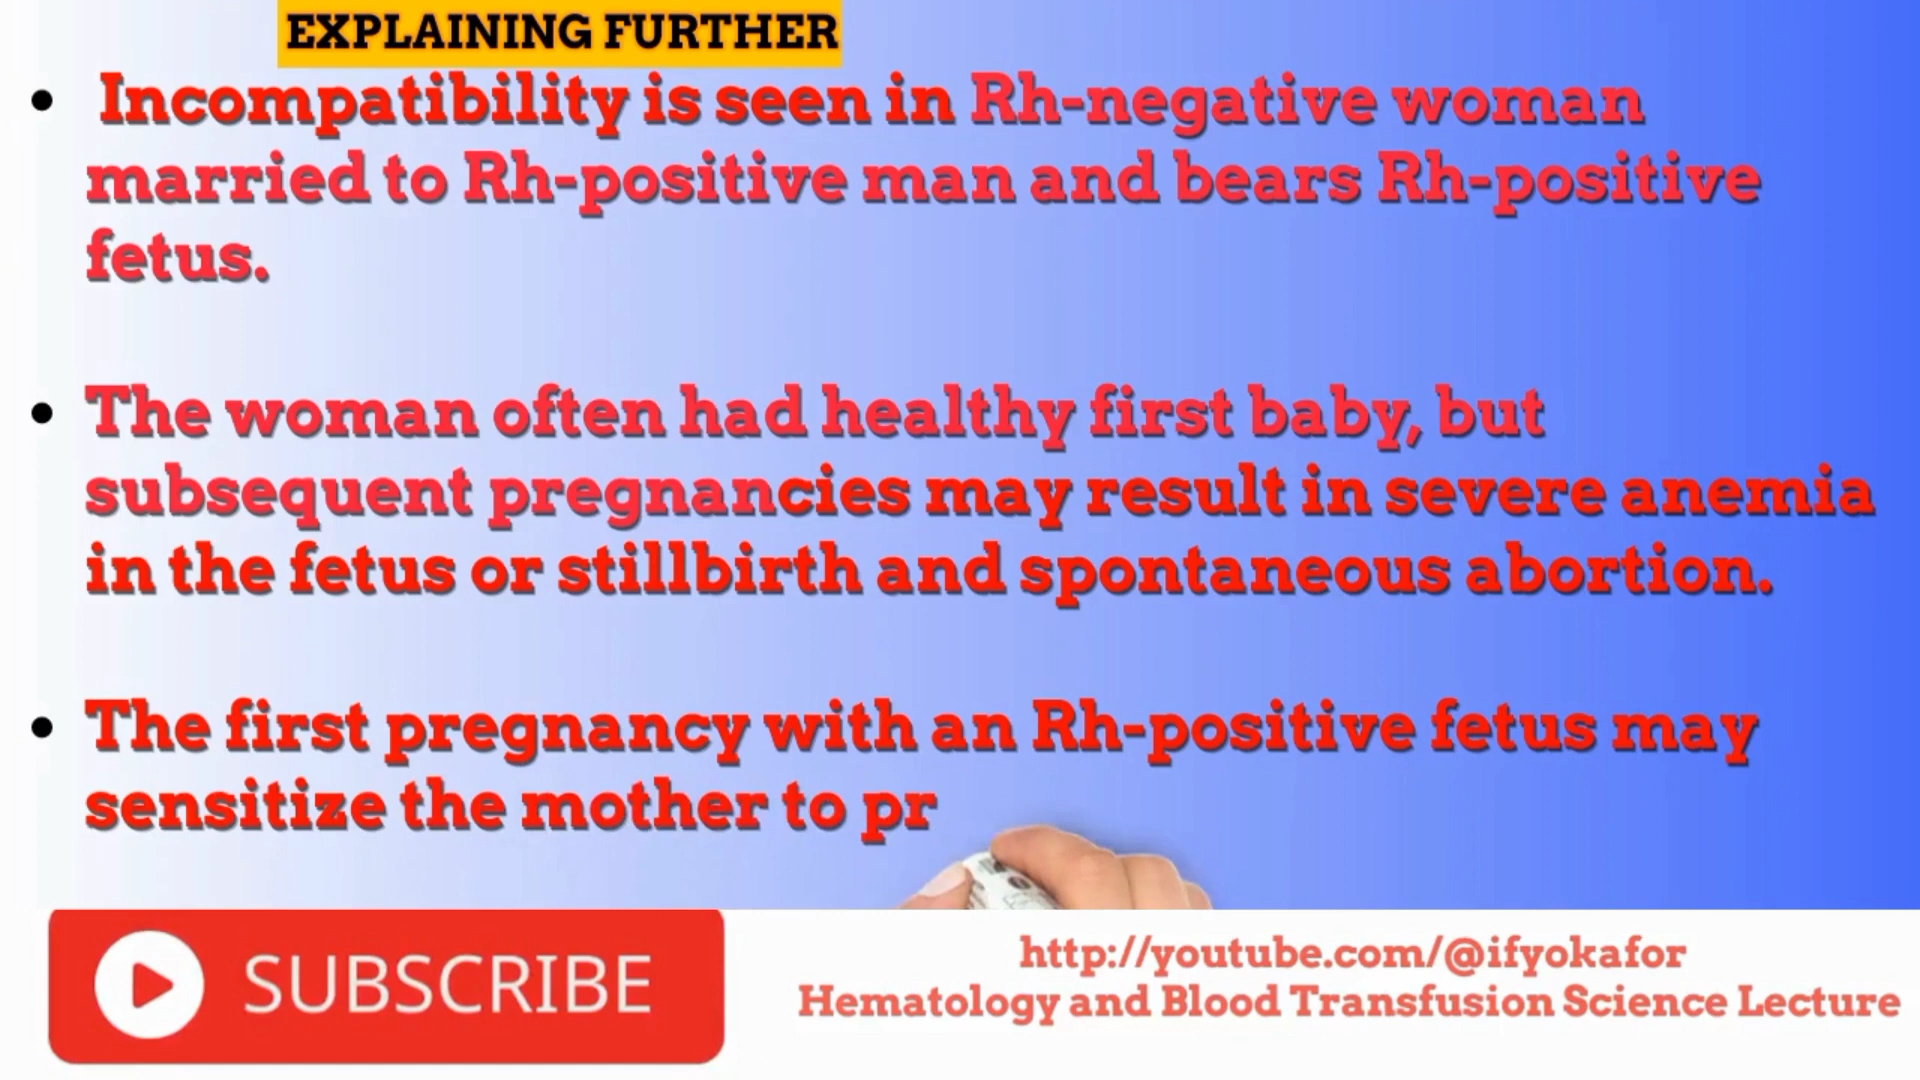 EXPLAINING FURTHER
• Incompatibility is seen in Rh-negative woman
married to Rh-positive man and bears Rh-positive
fetus.
• The woman often had healthy first baby, but
subsequent pregnancies may result in severe anemia
in the fetus or stillbirth and spontaneous abortion.
• The first pregnancy with an Rh-positive fetus may
sensitize the mother to pr
SUBSCRIBE
http://youtube.com/@ifyokafor
Hematology and Blood Transfusion Science Lecture